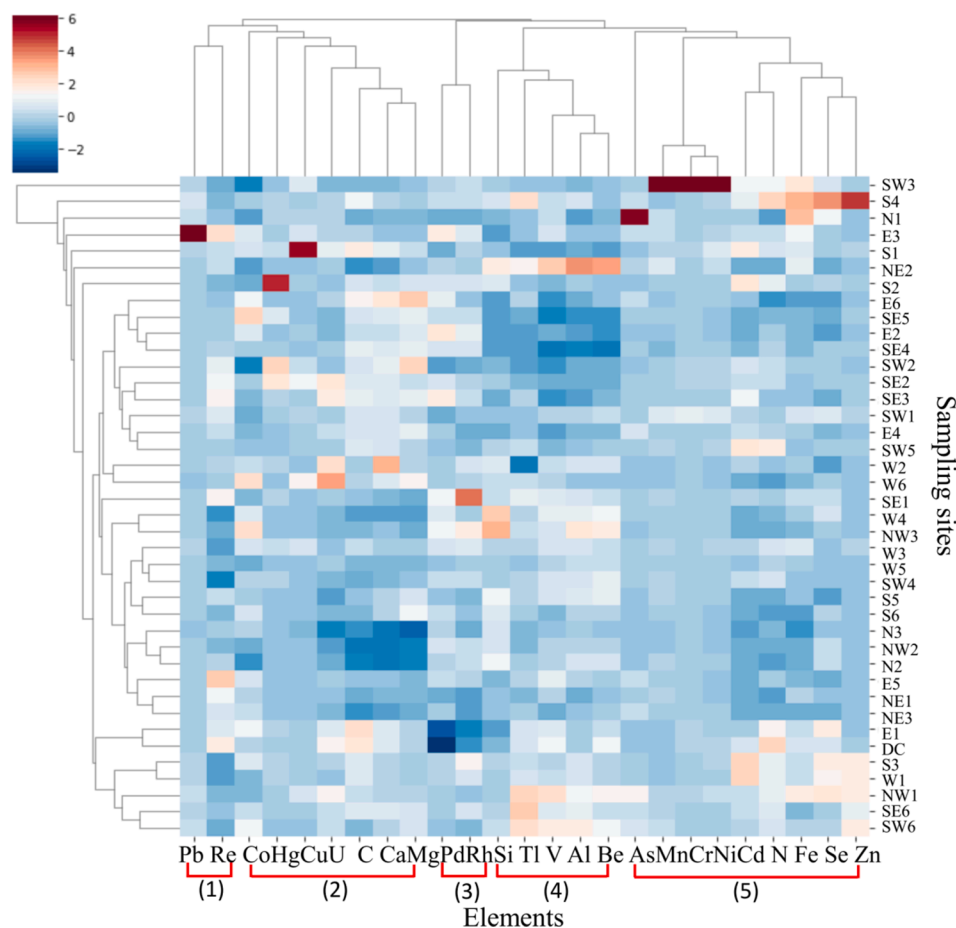 6
4
2
0
−2
SW3
S4
N1
E3
S1
NE2
S2
E6
SE5
E2
SE4
SW2
SE2
SE3
SW1
E4
SW5
W2
W6
SE1
W4
NW3
W3
W5
SW4
S5
S6
N3
NW2
N2
E5
NE1
NE3
E1
DC
S3
W1
NW1
SE6
SW6
Sampling sites
Pb Re Co Hg Cu U C Ca Mg Pd Rh Si Tl V Al Be As Mn Cr Ni Cd N Fe Se Zn
(1) (2) (3) (4) (5)
Elements